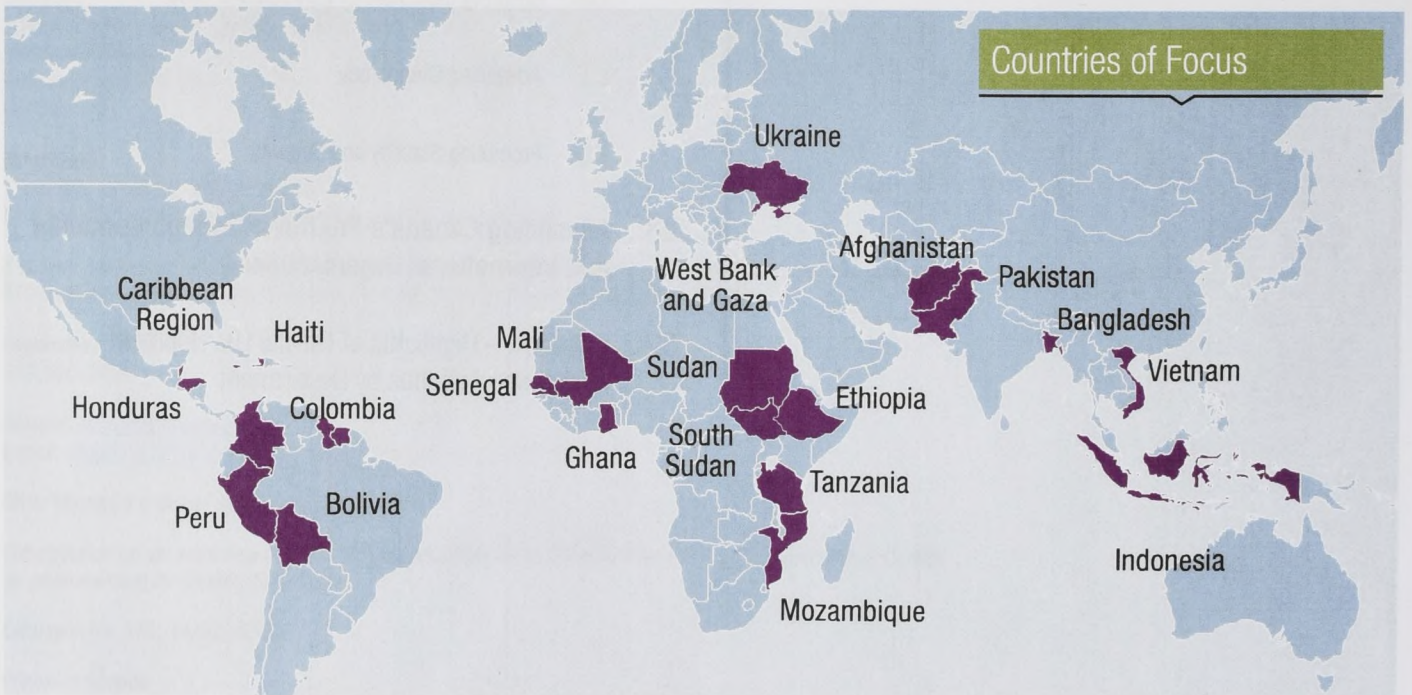 Countries of Focus
Ukraine
Afghanistan
West Bank
and Gaza
Pakistan
Caribbean
Region
Haiti
Mali
Bangladesh
Sudan
Vietnam
Senegal
Honduras
Colombia
Ethiopia
Ghana
South
Sudan
Tanzania
Bolivia
Peru
Indonesia
Mozambique